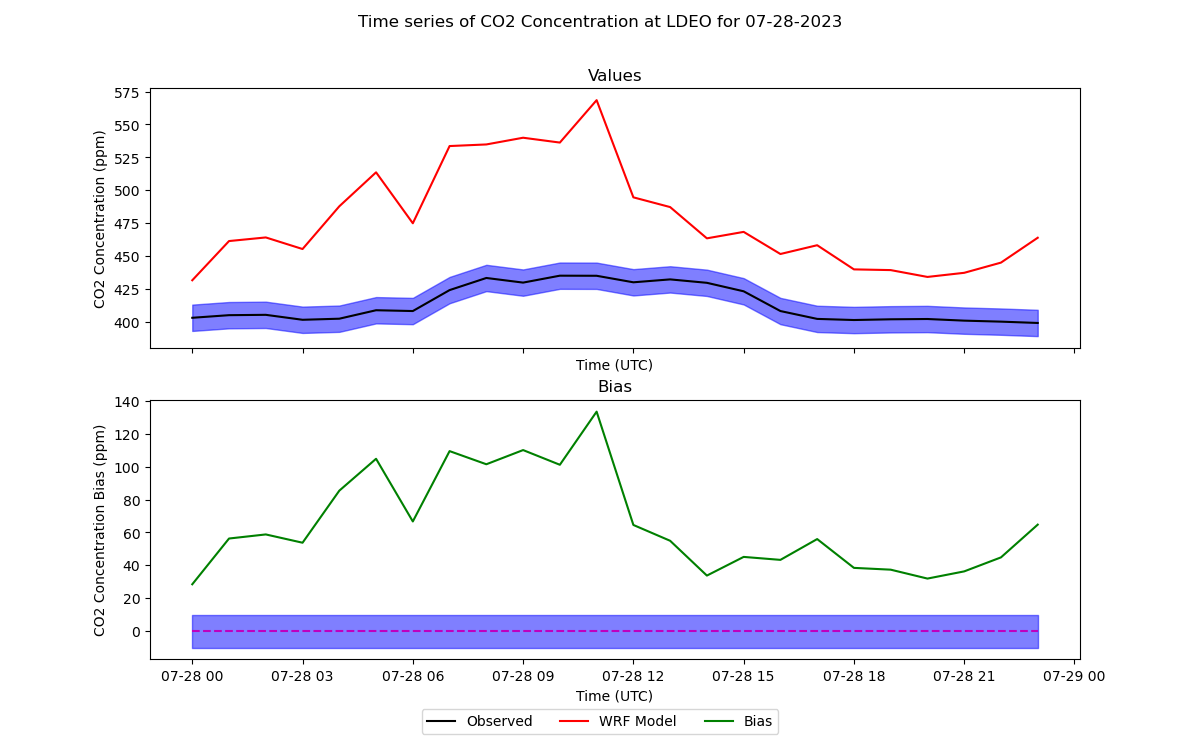 Time series of CO2 Concentration at LDEO for 07-28-2023
Values
CO2 Concentration (ppm)
575
550
525
500
475
450
425
400
Time (UTC)
Bias
CO2 Concentration Bias (ppm)
140
120
100
80
60
40
20
0
07-28 00 07-28 03 07-28 06 07-28 09 07-28 12 07-28 15 07-28 18 07-28 21 07-29 00
Time (UTC)
Observed WRF Model Bias